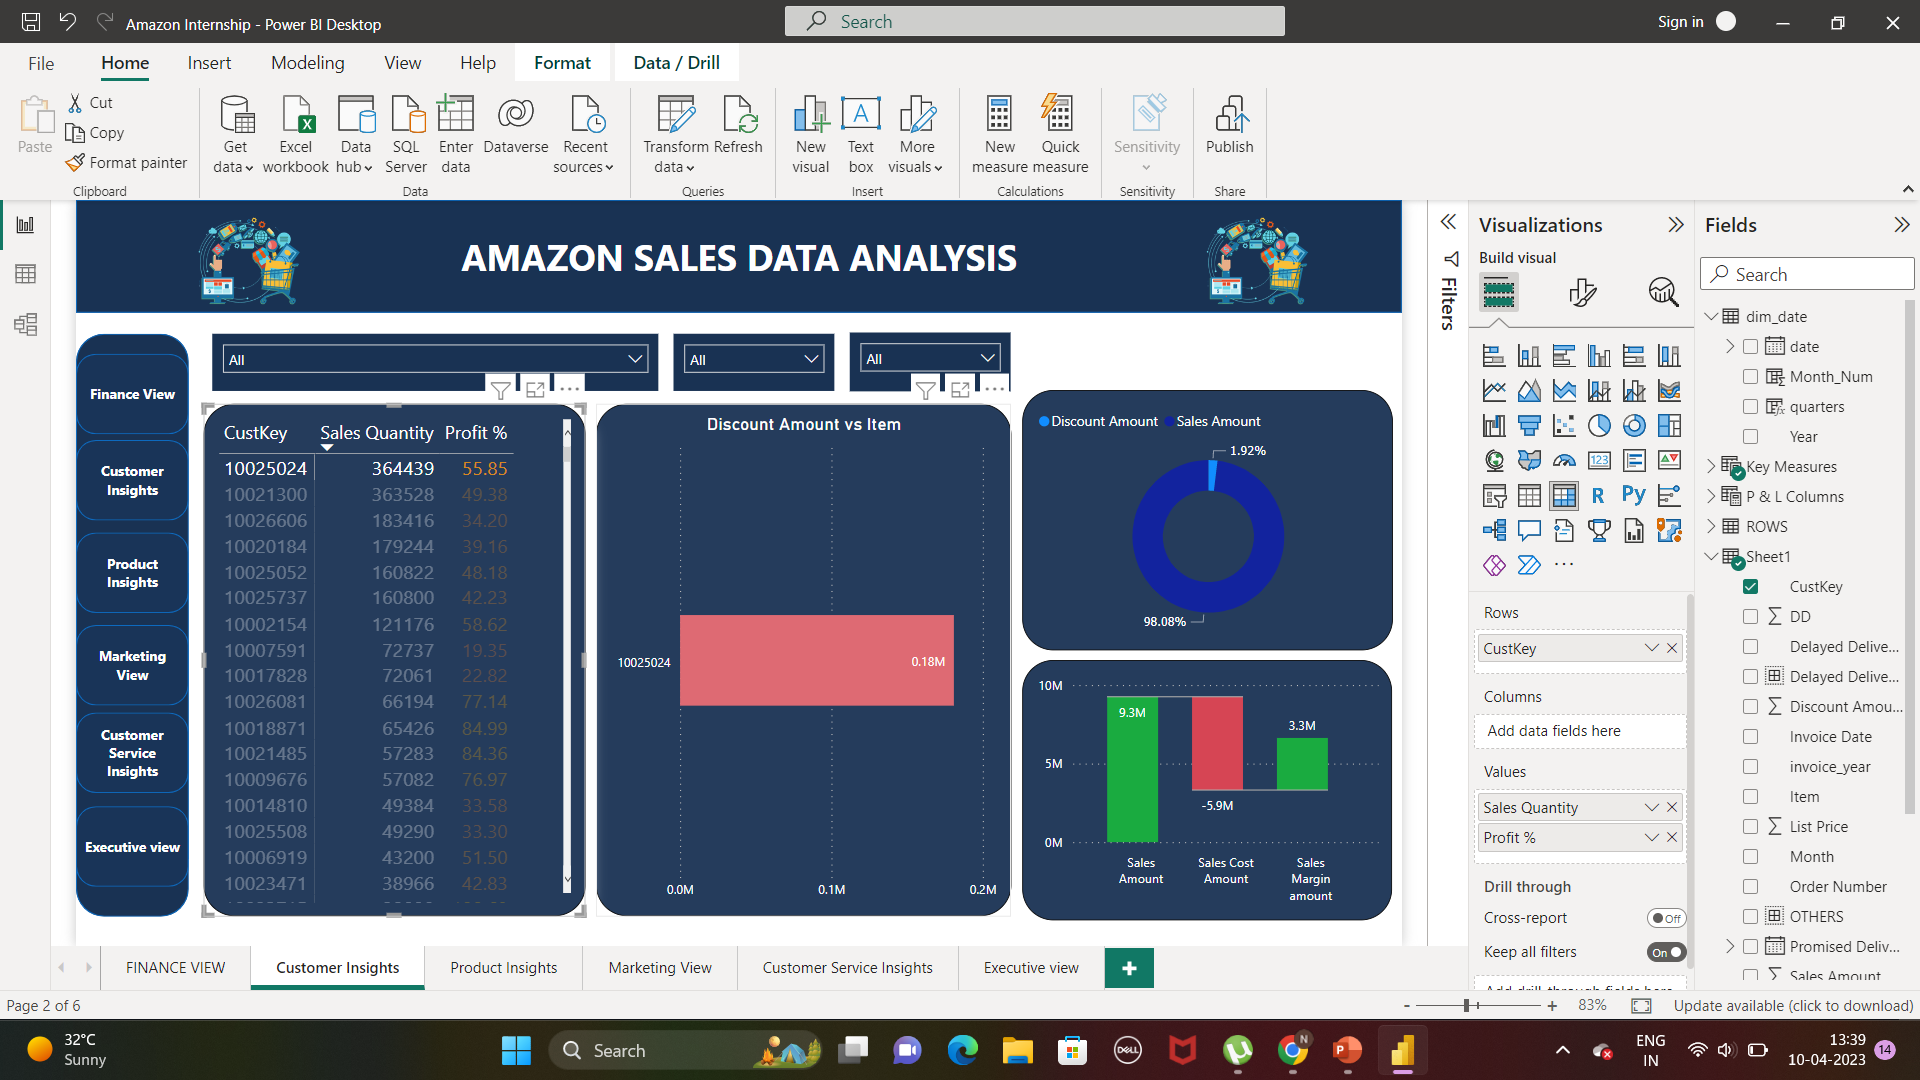 Amazon Internship - Power BI Desktop
Search
Sign in
File
Home
Insert
Modeling
View
Help
Format
Data / Drill
Paste
Cut
Copy
Format painter
Clipboard
Get data
Excel workbook
Data hub
SQL Server
Enter data
Dataverse
Recent sources
Data
Transform data
Refresh
Queries
New visual
Text box
More visuals
Insert
New measure
Quick measure
Calculations
Sensitivity
Sensitivity
Publish
Share
AMAZON SALES DATA ANALYSIS
Finance View
Customer Insights
Product Insights
Marketing View
Customer Service Insights
Executive view
All
All
All
CustKey Sales Quantity Profit %
10025024 364439 55.85
10021300 363528 49.38
10026606 183416 34.20
10020184 179244 39.16
10025052 160822 48.18
10025737 160800 42.23
10002154 121176 58.62
10007591 72737 19.35
10017828 72061 22.82
10026081 66194 77.14
10018871 65426 84.99
10021485 57283 84.36
10009676 57082 76.97
10014810 49384 33.58
10025508 49290 33.30
10006919 43200 51.50
10023471 38966 42.83
Discount Amount vs Item
10025024
0.18M
0.0M 0.1M 0.2M
Discount Amount Sales Amount
1.92%
98.08%
10M
5M
0M
9.3M
-5.9M
3.3M
Sales Amount
Sales Cost Amount
Sales Margin amount
Filters
Visualizations
Build visual
123
R
Py
Rows
CustKey
Columns
Add data fields here
Values
Sales Quantity
Profit %
Drill through
Cross-report Off
Keep all filters On
Add drill-through fields here
Fields
Search
dim_date
date
Month_Num
quarters
Year
Key Measures
P & L Columns
ROWS
Sheet1
CustKey
DD
Delayed Delive...
Delayed Delive...
Discount Amou...
Invoice Date
invoice_year
Item
List Price
Month
Order Number
OTHERS
Promised Deliv...
Sales Amount
FINANCE VIEW
Customer Insights
Product Insights
Marketing View
Customer Service Insights
Executive view
Page 2 of 6
83%
Update available (click to download)
32°C
Sunny
Search
DELL
N
P
ENG
IN
13:39
10-04-2023
14